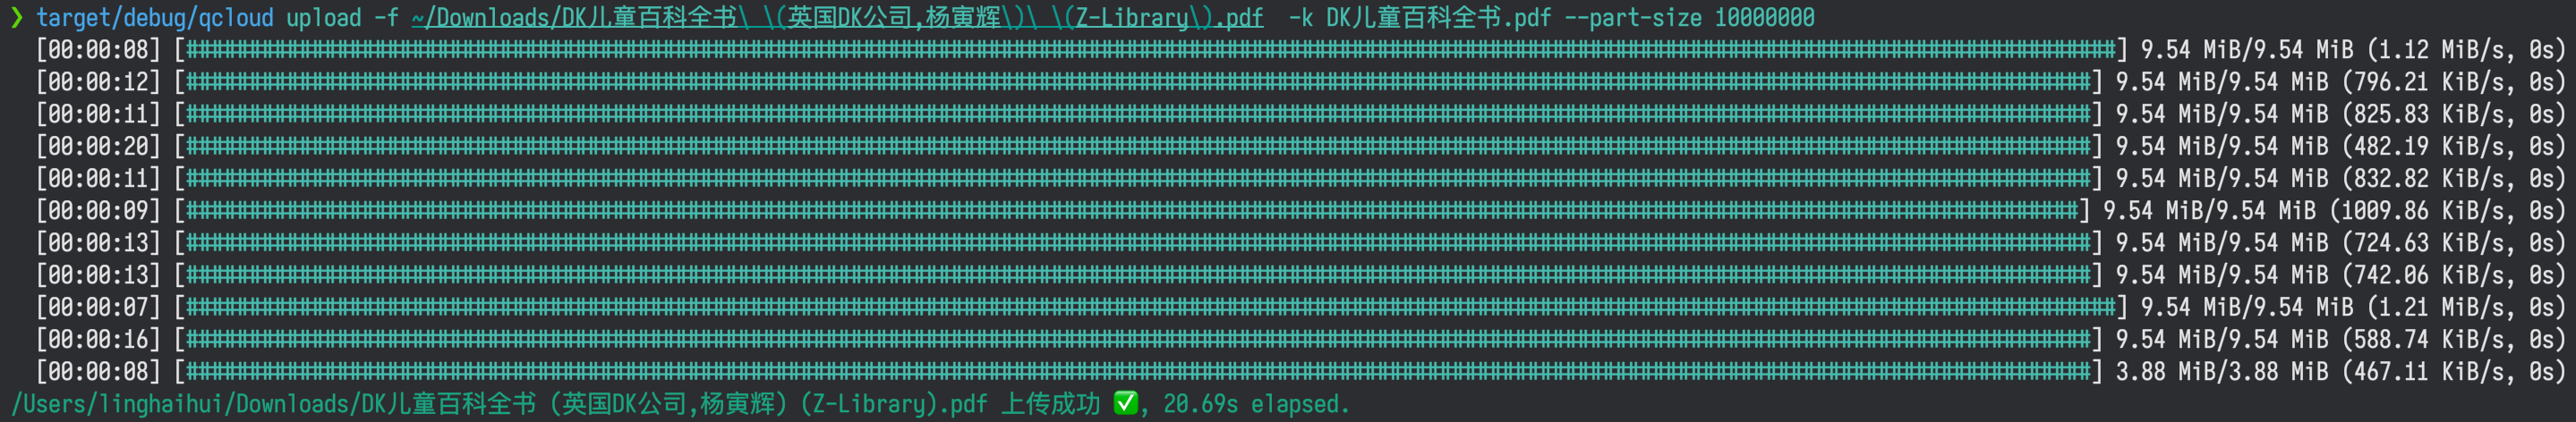 ❯ target/debug/qcloud upload -f ~/Downloads/DK儿童百科全书\ \(英国DK公司,杨寅辉\)\ \(Z-Library\).pdf  -k DK儿童百科全书.pdf --part-size 10000000
[00:00:08] [########################################################################################################################################################] 9.54 MiB/9.54 MiB (1.12 MiB/s, 0s)
[00:00:12] [######################################################################################################################################################] 9.54 MiB/9.54 MiB (796.21 KiB/s, 0s)
[00:00:11] [######################################################################################################################################################] 9.54 MiB/9.54 MiB (825.83 KiB/s, 0s)
[00:00:20] [######################################################################################################################################################] 9.54 MiB/9.54 MiB (482.19 KiB/s, 0s)
[00:00:11] [######################################################################################################################################################] 9.54 MiB/9.54 MiB (832.82 KiB/s, 0s)
[00:00:09] [#####################################################################################################################################################] 9.54 MiB/9.54 MiB (1009.86 KiB/s, 0s)
[00:00:13] [######################################################################################################################################################] 9.54 MiB/9.54 MiB (724.63 KiB/s, 0s)
[00:00:13] [######################################################################################################################################################] 9.54 MiB/9.54 MiB (742.06 KiB/s, 0s)
[00:00:07] [########################################################################################################################################################] 9.54 MiB/9.54 MiB (1.21 MiB/s, 0s)
[00:00:16] [######################################################################################################################################################] 9.54 MiB/9.54 MiB (588.74 KiB/s, 0s)
[00:00:08] [######################################################################################################################################################] 3.88 MiB/3.88 MiB (467.11 KiB/s, 0s)
/Users/linghaihui/Downloads/DK儿童百科全书 (英国DK公司,杨寅辉) (Z-Library).pdf 上传成功 ✅, 20.69s elapsed.